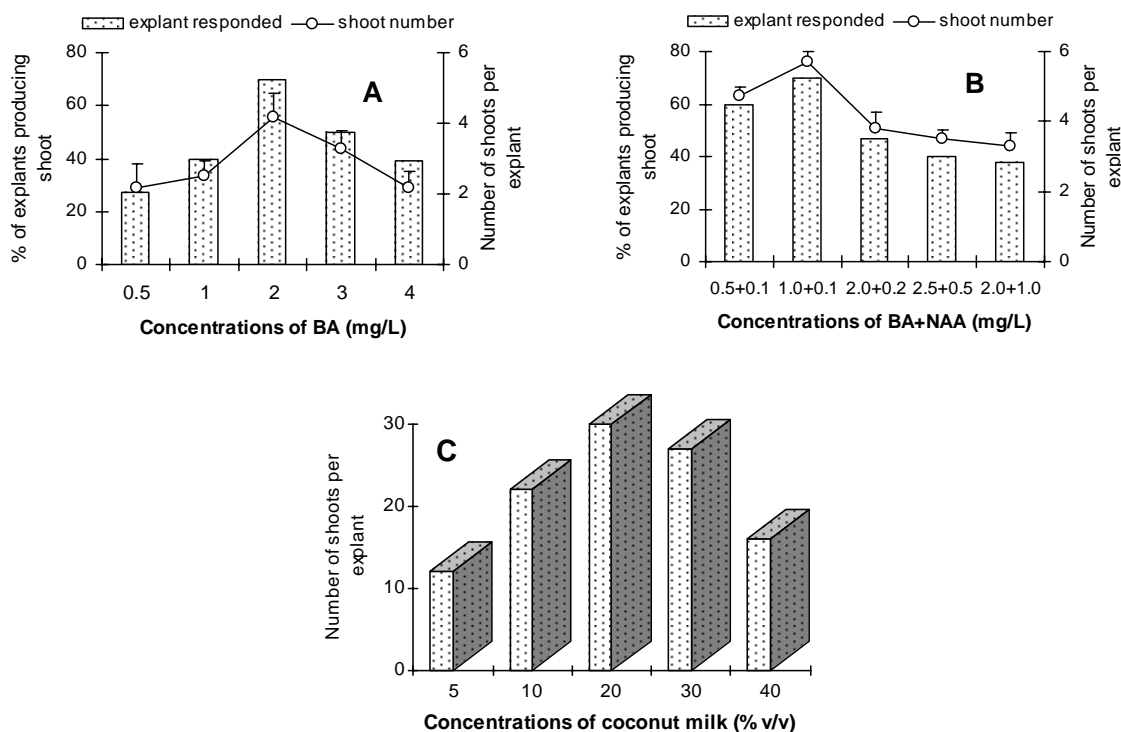 explant responded shoot number
80
60
40
20
0
6
4
2
0
% of explants producing
shoot
Number of shoots per
explant
A
0.5 1 2 3 4
Concentrations of BA (mg/L)
explant responded shoot number
80
60
40
20
0
6
4
2
0
% of explants producing
shoot
Number of shoots per
explant
B
0.5+0.1 1.0+0.1 2.0+0.2 2.5+0.5 2.0+1.0
Concentrations of BA+NAA (mg/L)
C
30
20
10
0
Number of shoots per
explant
5 10 20 30 40
Concentrations of coconut milk (% v/v)